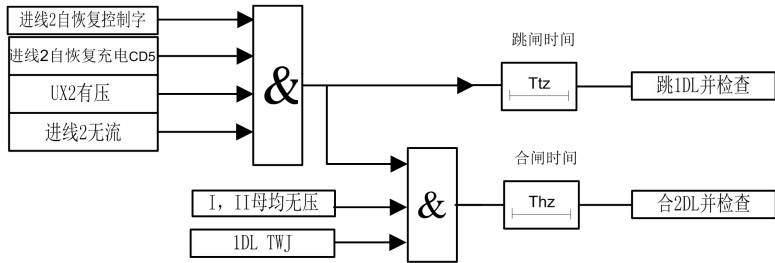 进线2自恢复控制字
进线2自恢复充电CD5
UX2有压
进线2无流
&
跳闸时间
Ttz
跳1DL并检查
I, II母均无压
1DL TWJ
&
合闸时间
Thz
合2DL并检查